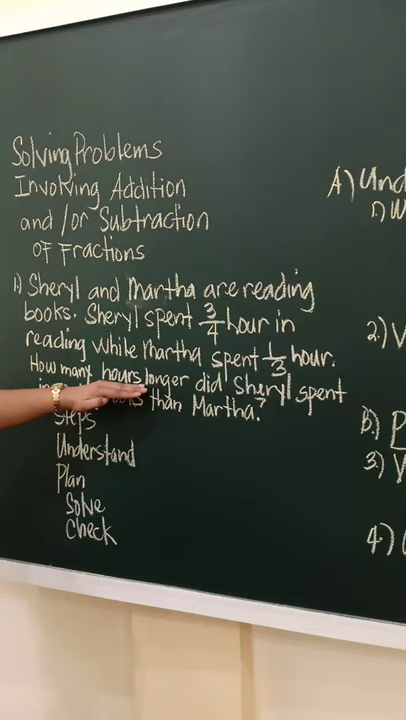 Solving Problems
Involving Addition
and /or Subtraction
of Fractions
1.) Sheryl and Martha are reading
books. Sheryl spent 3/4 hour in
reading while Martha spent 1/3 hour.
How many hours longer did Sheryl spent
than Martha?
Steps
Understand
Plan
Solve
Check
A) Und
1.) W
2.) V
B) P
3.) V
4.)